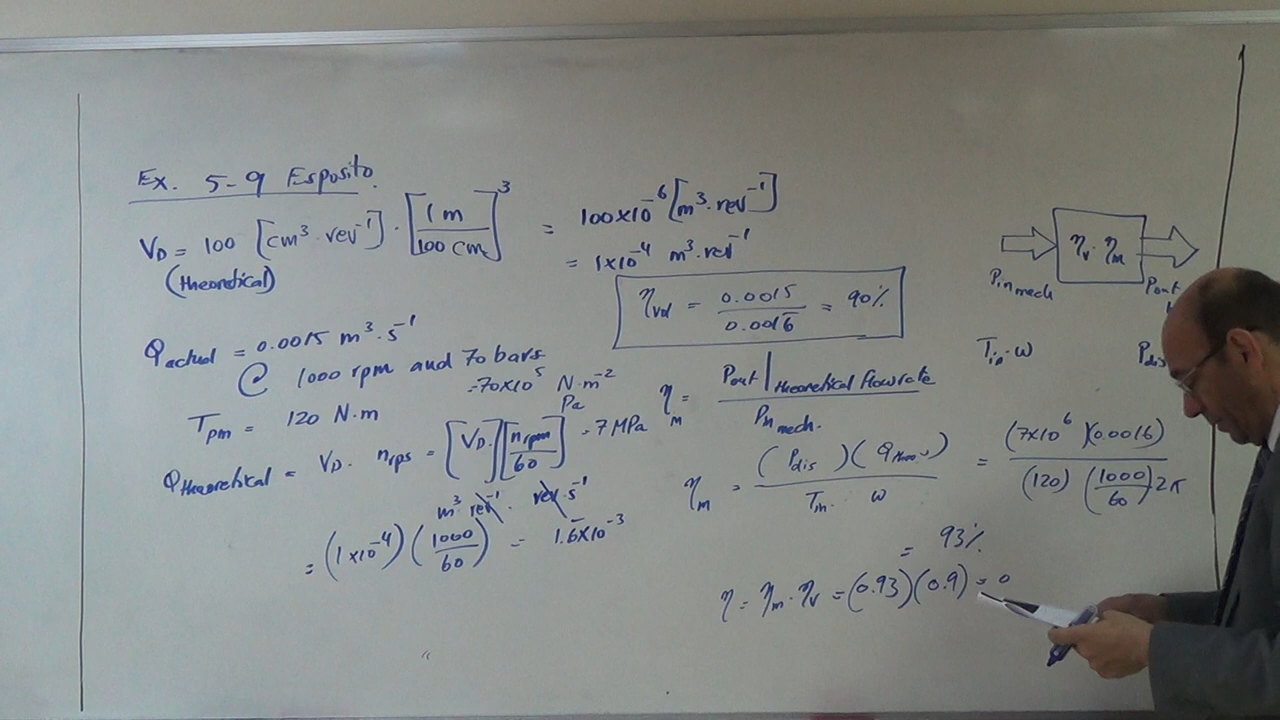 Ex. 5-9 Esposito.
V_D = 100 [cm³·rev⁻¹] · [1 m / 100 cm]³ = 100×10⁻⁶ [m³·rev⁻¹]
(theoretical)
= 1×10⁻⁴ m³·rev⁻¹
η_vol = 0.0015 / 0.0016̅ = 90%
Q_actual = 0.0015 m³·s⁻¹
@ 1000 rpm and 70 bars
= 70×10⁵ N·m⁻²
Pa
= 7 MPa
T_pm = 120 N·m
Q_theoretical = V_D · n_rps = [V_D] [n_rpm / 60]
m³ rev⁻¹ · rev·s⁻¹
= (1×10⁻⁴) (1000 / 60) = 1.6̅×10⁻³
η_v · η_m
P_in mech
P_out
T_in · ω
P_dis
η_m = P_out | theoretical flowrate / P_in mech.
η_m = (P_dis) (Q_theo) / T_in · ω = (7×10⁶)(0.0016) / (120) (1000 / 60) 2π
= 93%
η = η_m · η_v = (0.93)(0.9) = 0